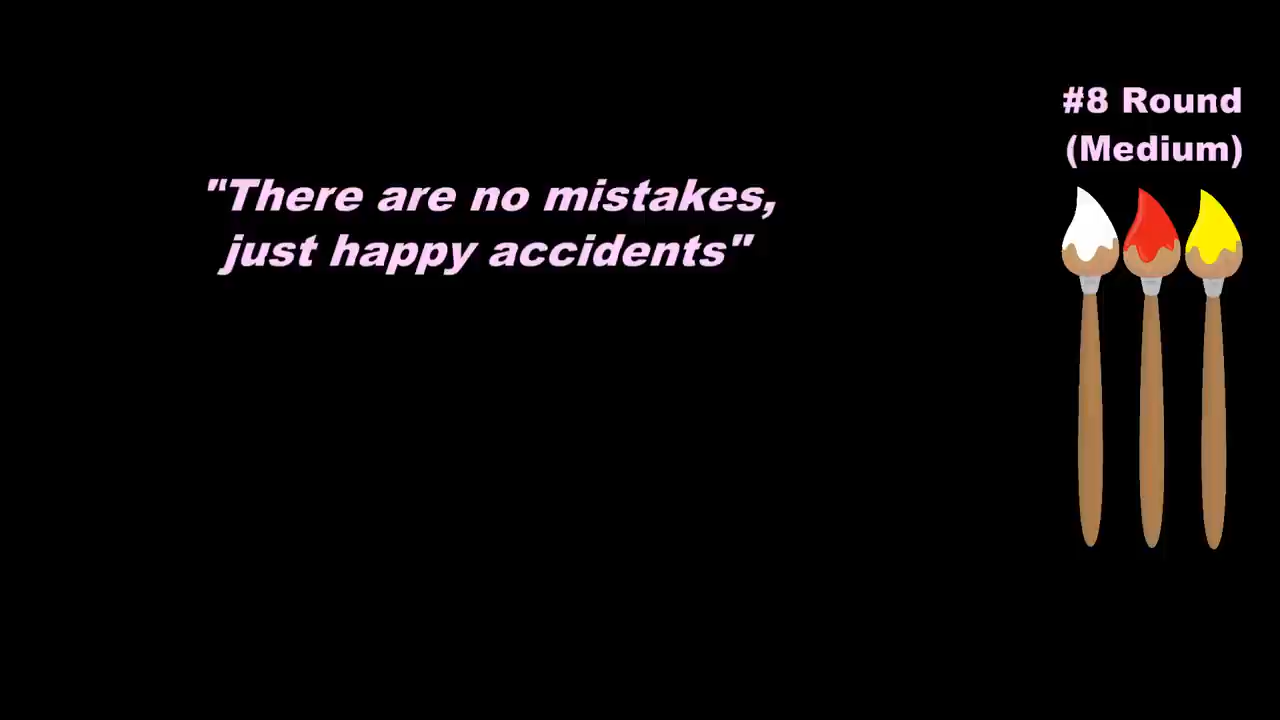 "There are no mistakes,
just happy accidents"
#8 Round
(Medium)